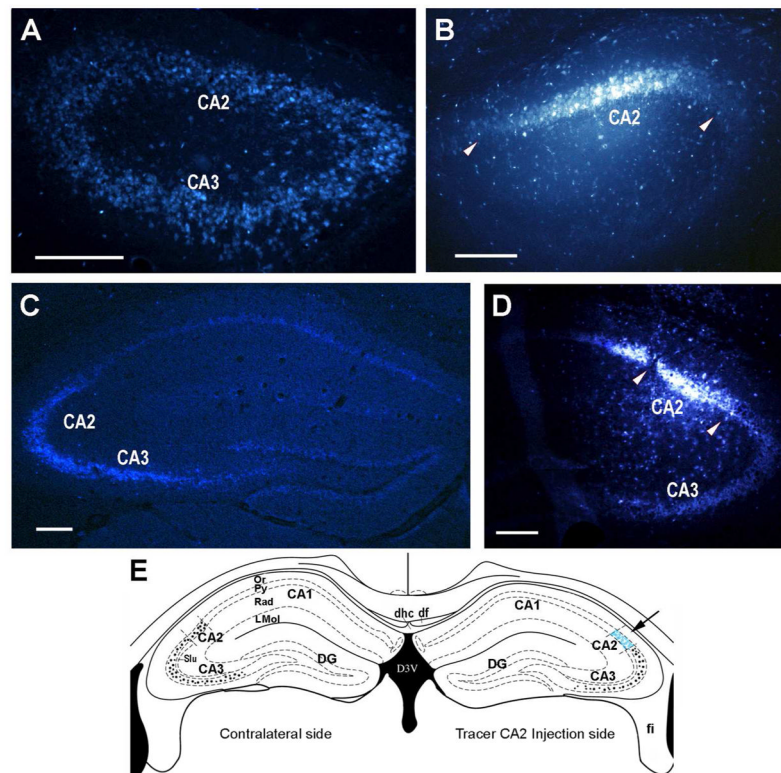 A
CA2
CA3
B
CA2
C
CA2
CA3
D
CA2
CA3
E
Or
Py
Rad
LMol
CA1
CA2
Slu
CA3
DG
dhc df
D3V
CA1
CA2
CA3
DG
fi
Contralateral side
Tracer CA2 Injection side